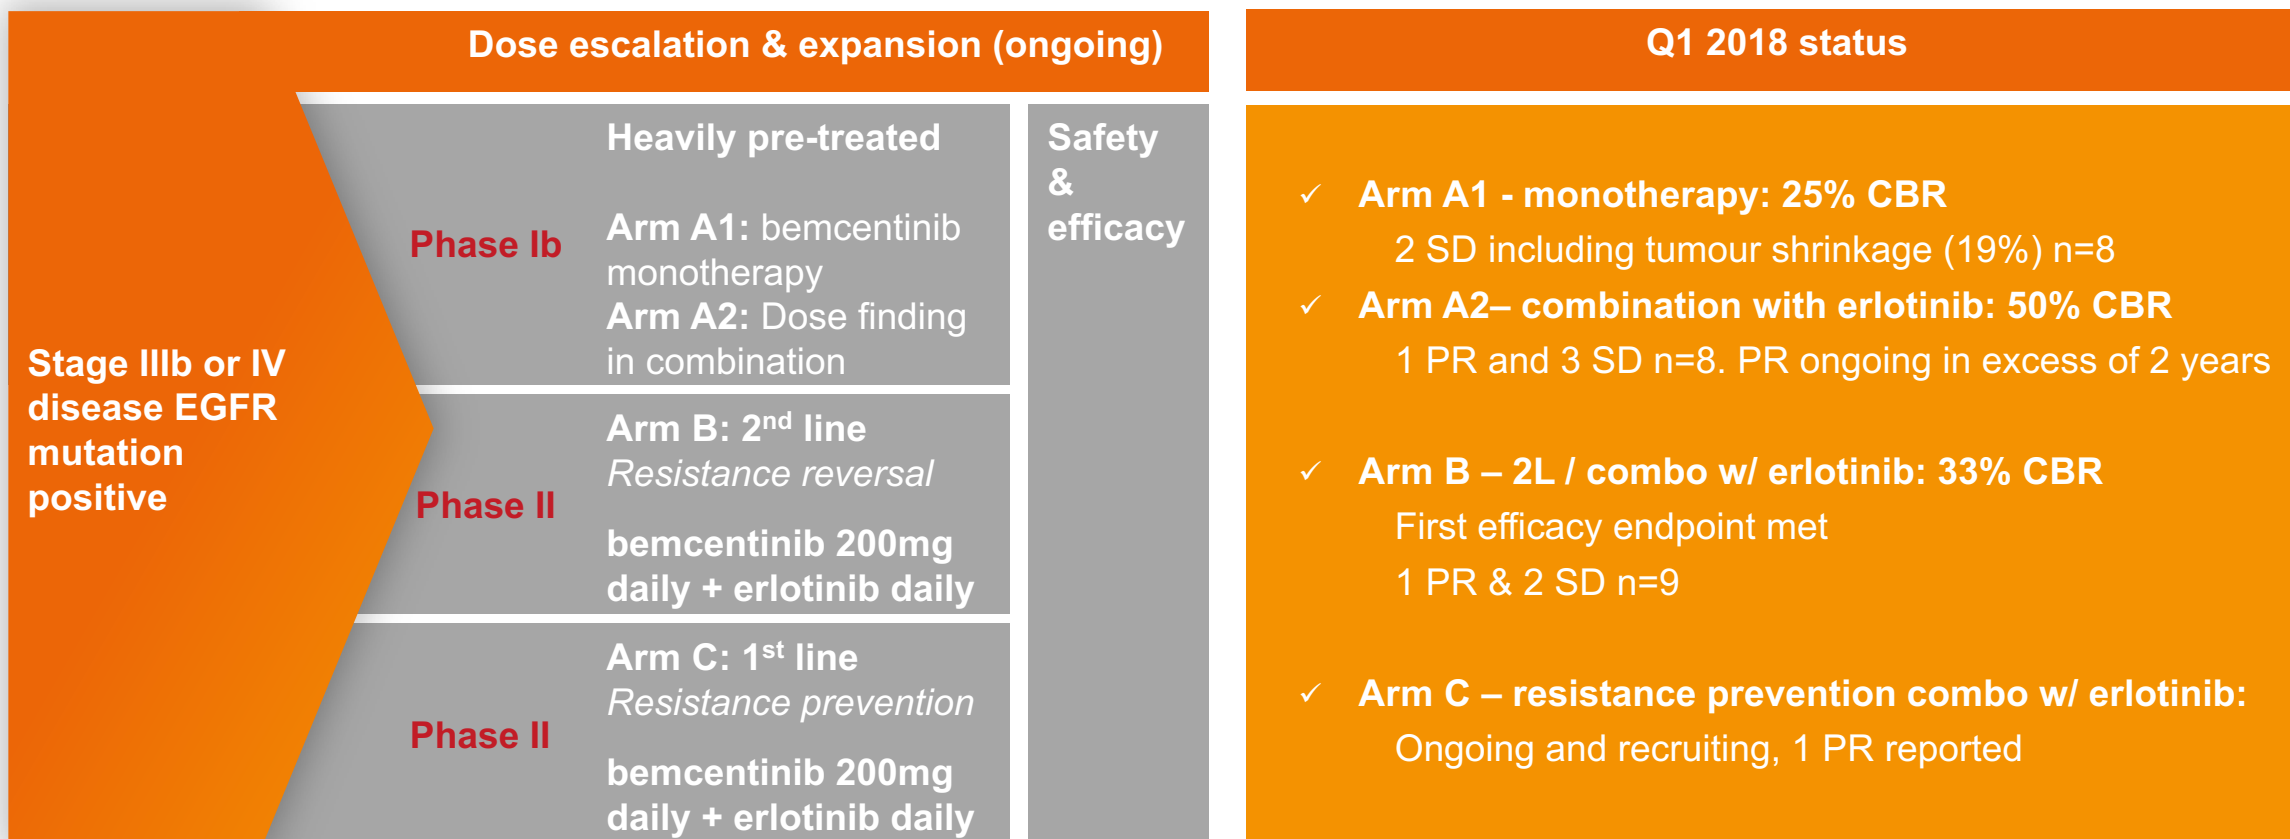 Dose escalation & expansion (ongoing)
Stage IIIb or IV
disease EGFR
mutation
positive
Phase Ib
Heavily pre-treated
Arm A1: bemcentinib
monotherapy
Arm A2: Dose finding
in combination
Phase II
Arm B: 2nd line
Resistance reversal
bemcentinib 200mg
daily + erlotinib daily
Phase II
Arm C: 1st line
Resistance prevention
bemcentinib 200mg
daily + erlotinib daily
Safety
&
efficacy
Q1 2018 status
✓ Arm A1 - monotherapy: 25% CBR
2 SD including tumour shrinkage (19%) n=8
✓ Arm A2– combination with erlotinib: 50% CBR
1 PR and 3 SD n=8. PR ongoing in excess of 2 years
✓ Arm B – 2L / combo w/ erlotinib: 33% CBR
First efficacy endpoint met
1 PR & 2 SD n=9
✓ Arm C – resistance prevention combo w/ erlotinib:
Ongoing and recruiting, 1 PR reported